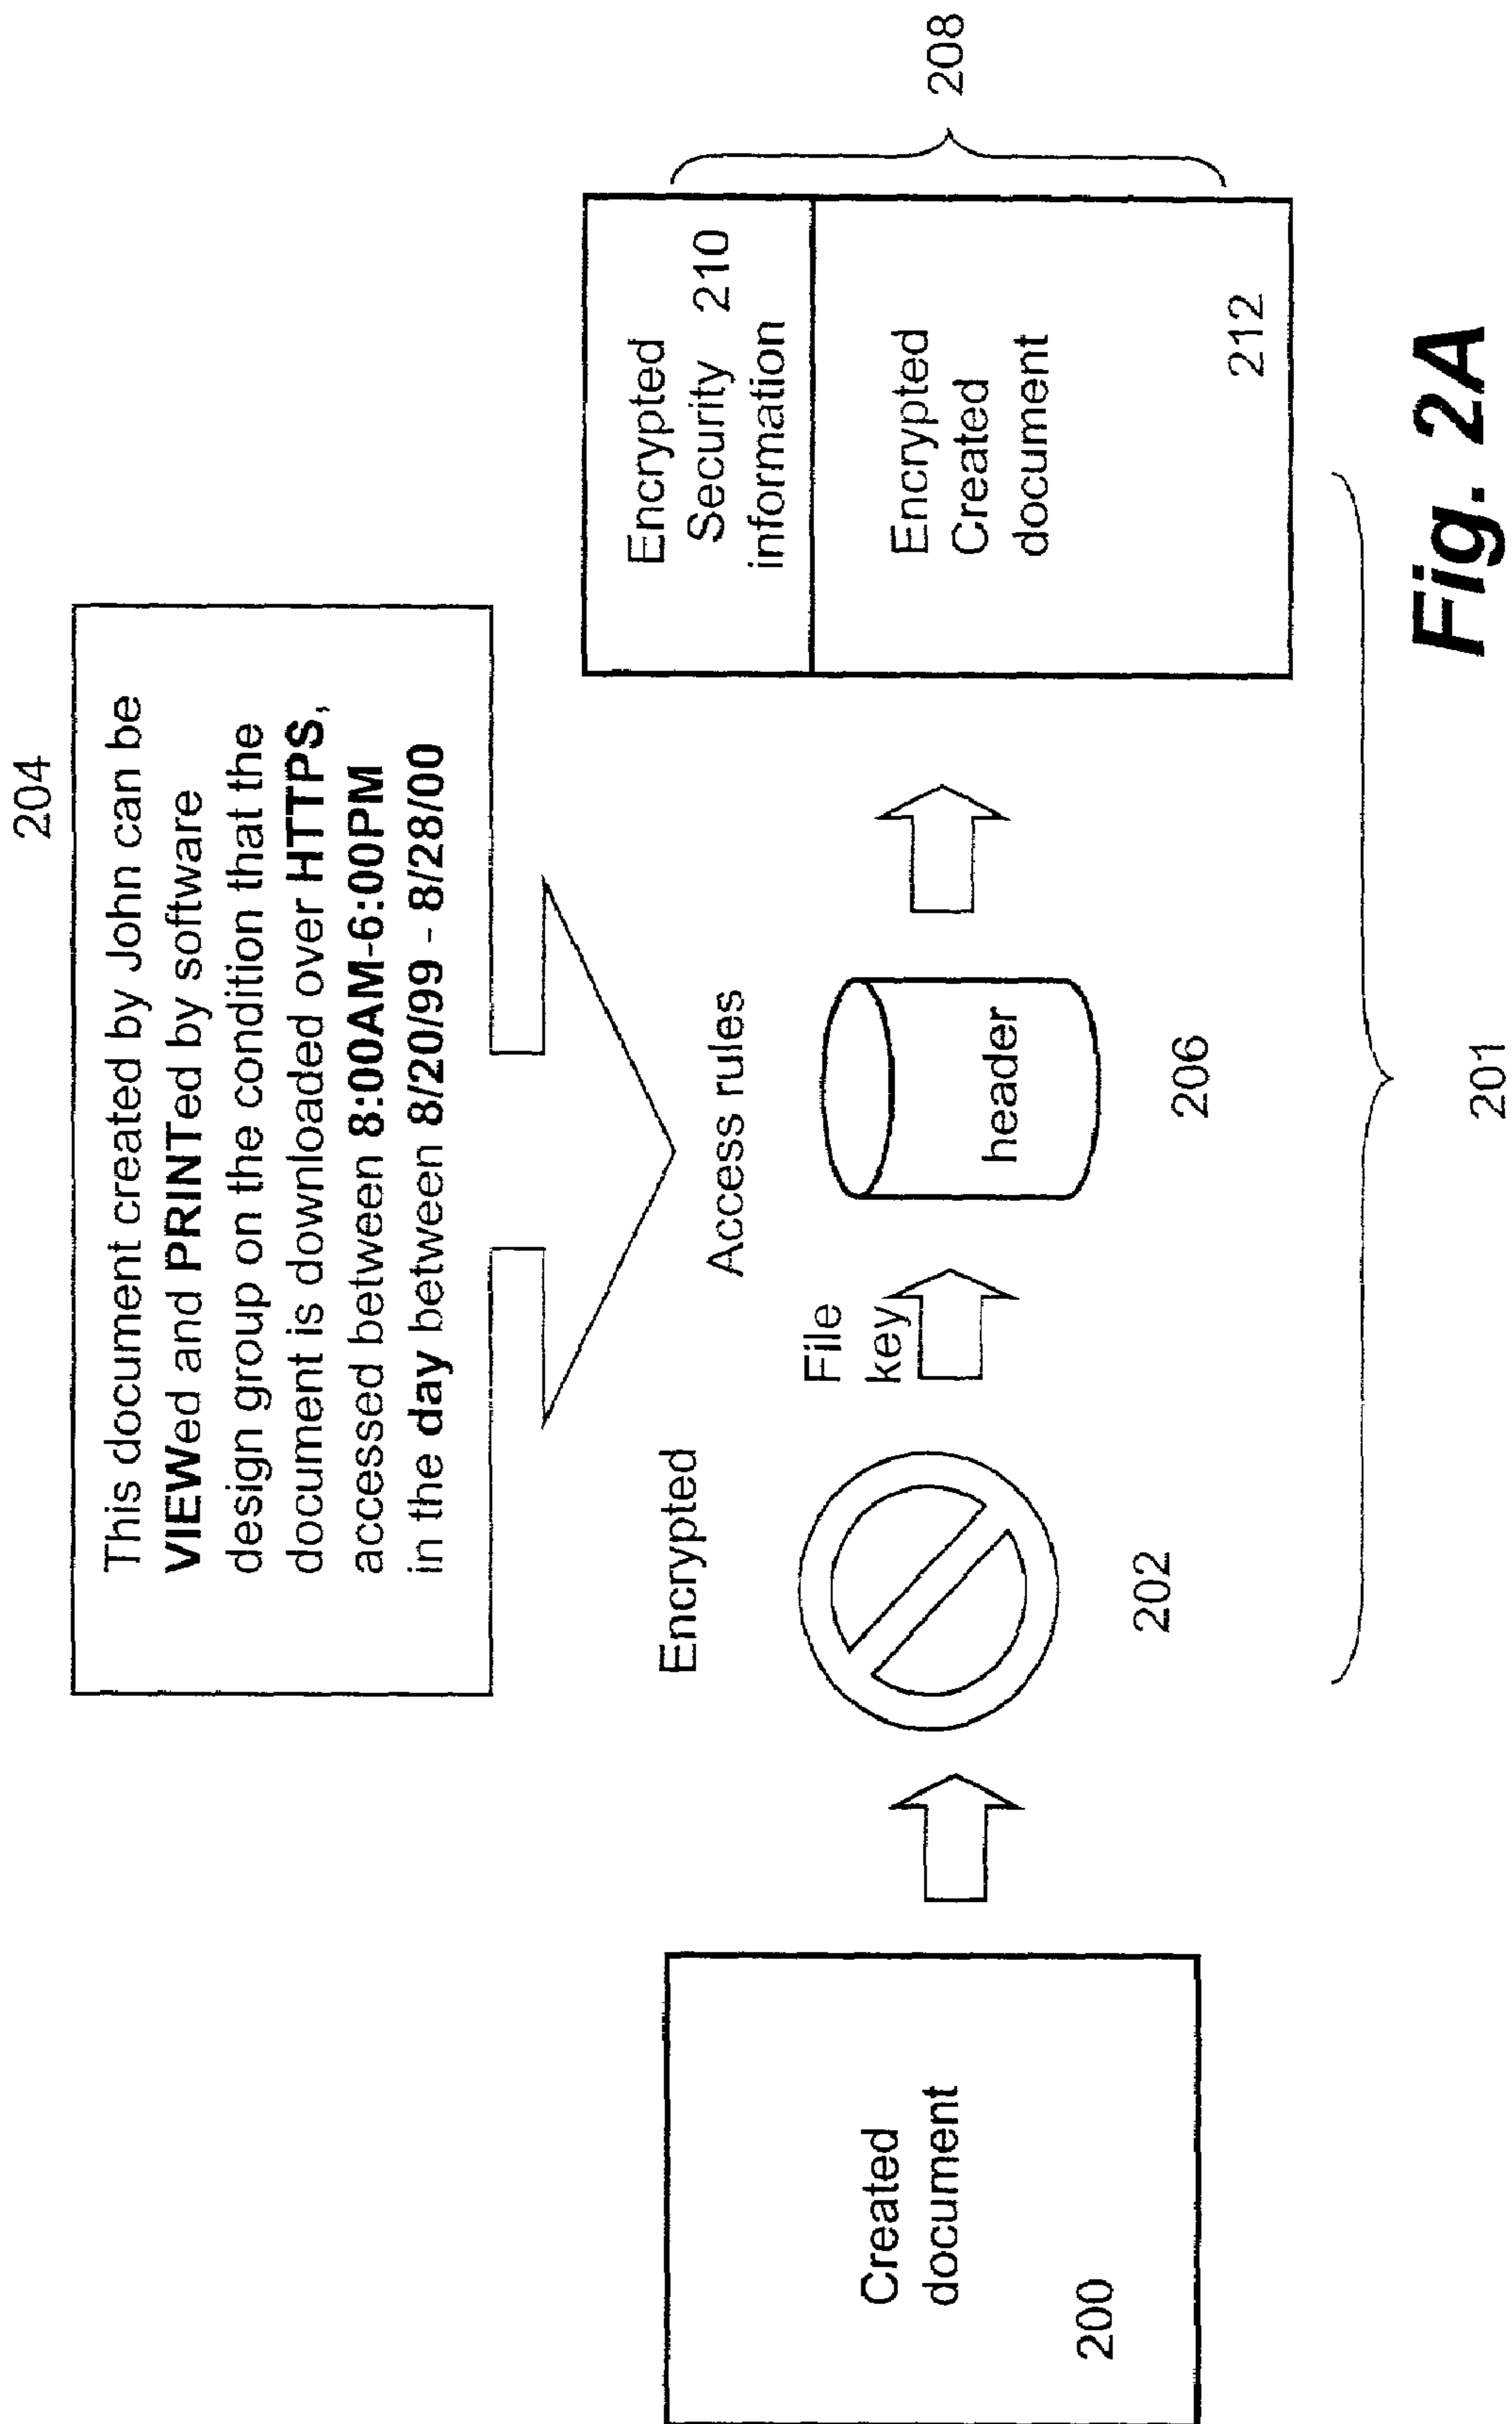 204
This document created by John can be
VIEWed and PRINTed by software
design group on the condition that the
document is downloaded over HTTPS,
accessed between 8:00AM-6:00PM
in the day between 8/20/99 - 8/28/00
Created
document
200
Encrypted
202
File
key
Access rules
header
206
Encrypted
Security 210
information
Encrypted
Created
document
212
208
201
Fig. 2A